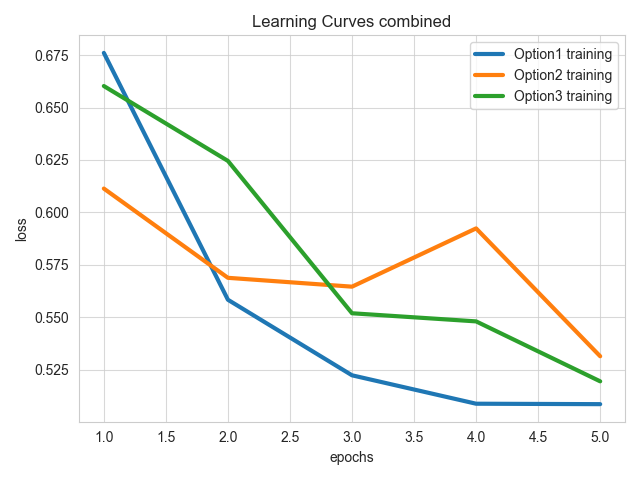 Learning Curves combined
Option1 training
Option2 training
Option3 training
loss
0.675
0.650
0.625
0.600
0.575
0.550
0.525
1.0 1.5 2.0 2.5 3.0 3.5 4.0 4.5 5.0
epochs